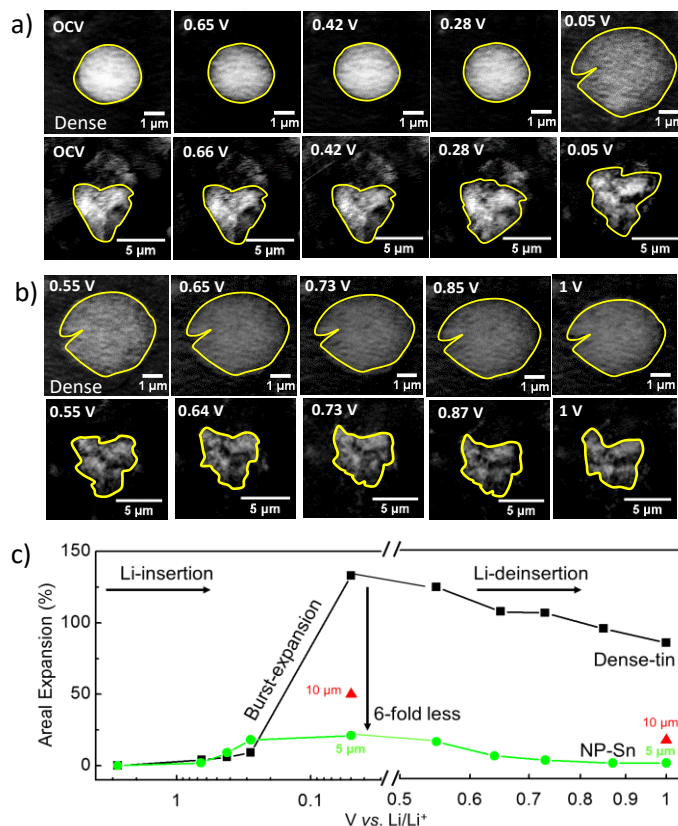 a)
OCV 0.65 V 0.42 V 0.28 V 0.05 V
Dense 1 µm 1 µm 1 µm 1 µm 1 µm
OCV 0.66 V 0.42 V 0.28 V 0.05 V
5 µm 5 µm 5 µm 5 µm 5 µm
b)
0.55 V 0.65 V 0.73 V 0.85 V 1 V
Dense 1 µm 1 µm 1 µm 1 µm 1 µm
0.55 V 0.64 V 0.73 V 0.87 V 1 V
5 µm 5 µm 5 µm 5 µm 5 µm
c)
150
Li-insertion Li-deinsertion
100
Areal Expansion (%)
Burst-expansion
Dense-tin
50
10 µm
6-fold less
10 µm
5 µm
NP-Sn 5 µm
0
1 0.1 0.5 0.6 0.7 0.8 0.9 1
V vs. Li/Li⁺